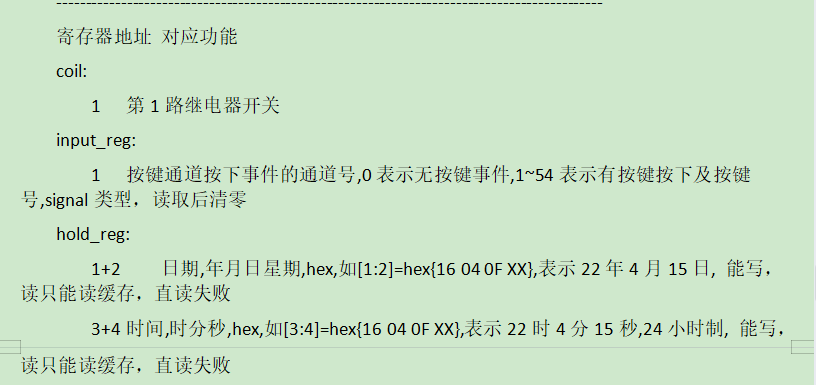 ------------------------------------------------------------------------------------------
寄存器地址 对应功能
coil:
1 第 1 路继电器开关
input_reg:
1 按键通道按下事件的通道号,0 表示无按键事件,1~54 表示有按键按下及按键
号,signal 类型，读取后清零
hold_reg:
1+2 日期,年月日星期,hex,如[1:2]=hex{16 04 0F XX},表示 22 年 4 月 15 日, 能写，
读只能读缓存，直读失败
3+4 时间,时分秒,hex,如[3:4]=hex{16 04 0F XX},表示 22 时 4 分 15 秒,24 小时制, 能写，
读只能读缓存，直读失败